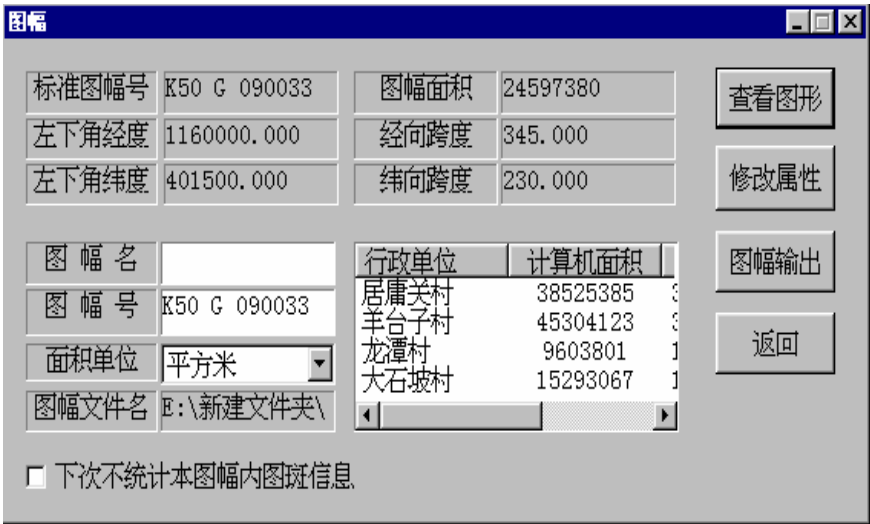 图幅
标准图幅号 K50 G 090033 图幅面积 24597380 查看图形
左下角经度 1160000.000 经向跨度 345.000
左下角纬度 401500.000 纬向跨度 230.000 修改属性
图 幅 名 行政单位 计算机面积 图幅输出
图 幅 号 K50 G 090033 居庸关村 38525385
羊台子村 45304123
面积单位 平方米 龙潭村 9603801 返回
大石坡村 15293067
图幅文件名 E:\新建文件夹\
下次不统计本图幅内图斑信息